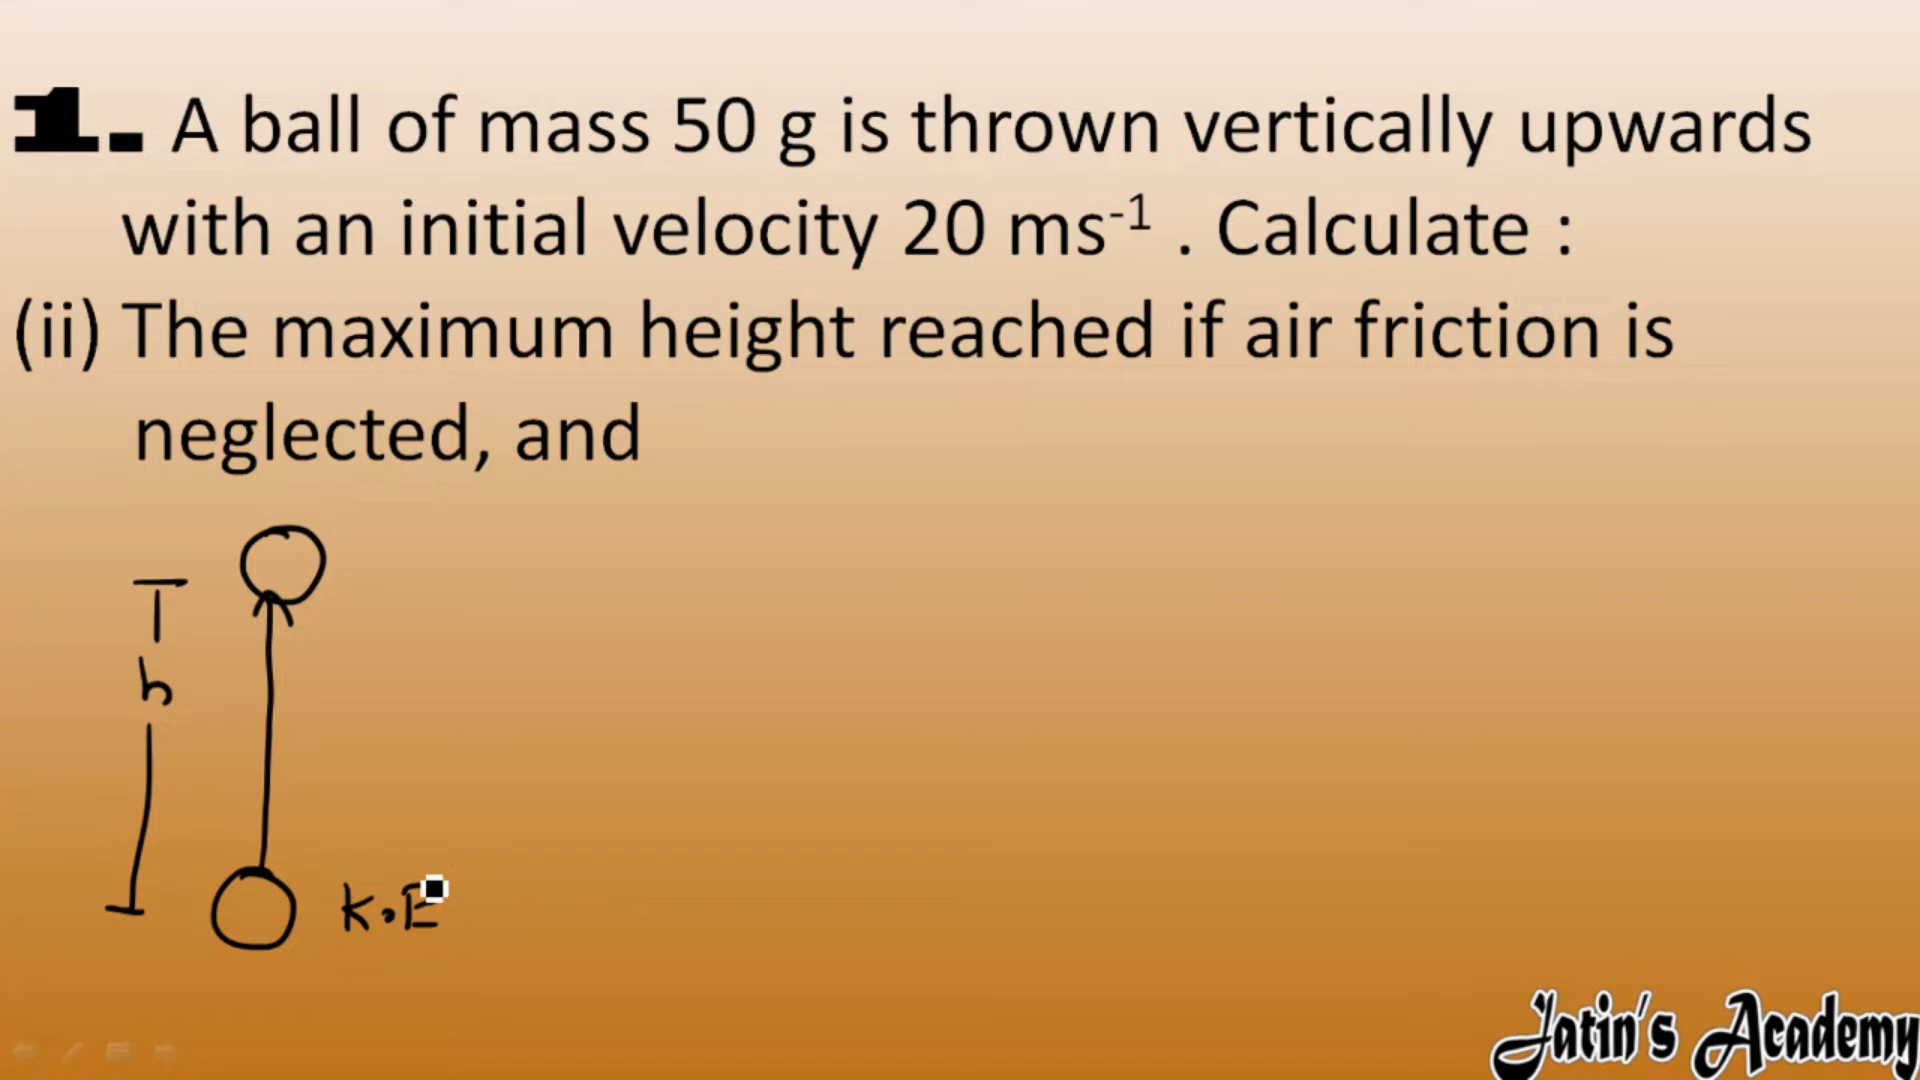 1. A ball of mass 50 g is thrown vertically upwards
with an initial velocity 20 ms⁻¹ . Calculate :
(ii) The maximum height reached if air friction is
neglected, and
h
K.E
Jatin's Academy